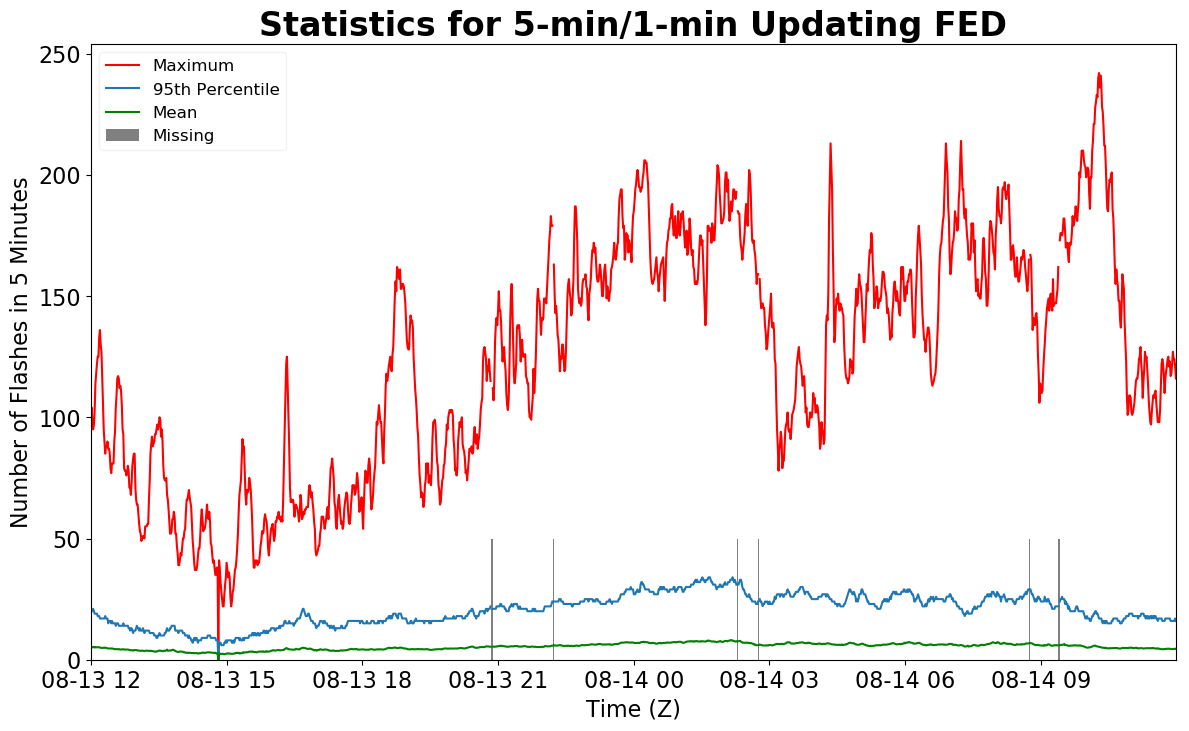 Statistics for 5-min/1-min Updating FED
Number of Flashes in 5 Minutes
250
200
150
100
50
0
Maximum
95th Percentile
Mean
Missing
08-13 12 08-13 15 08-13 18 08-13 21 08-14 00 08-14 03 08-14 06 08-14 09
Time (Z)